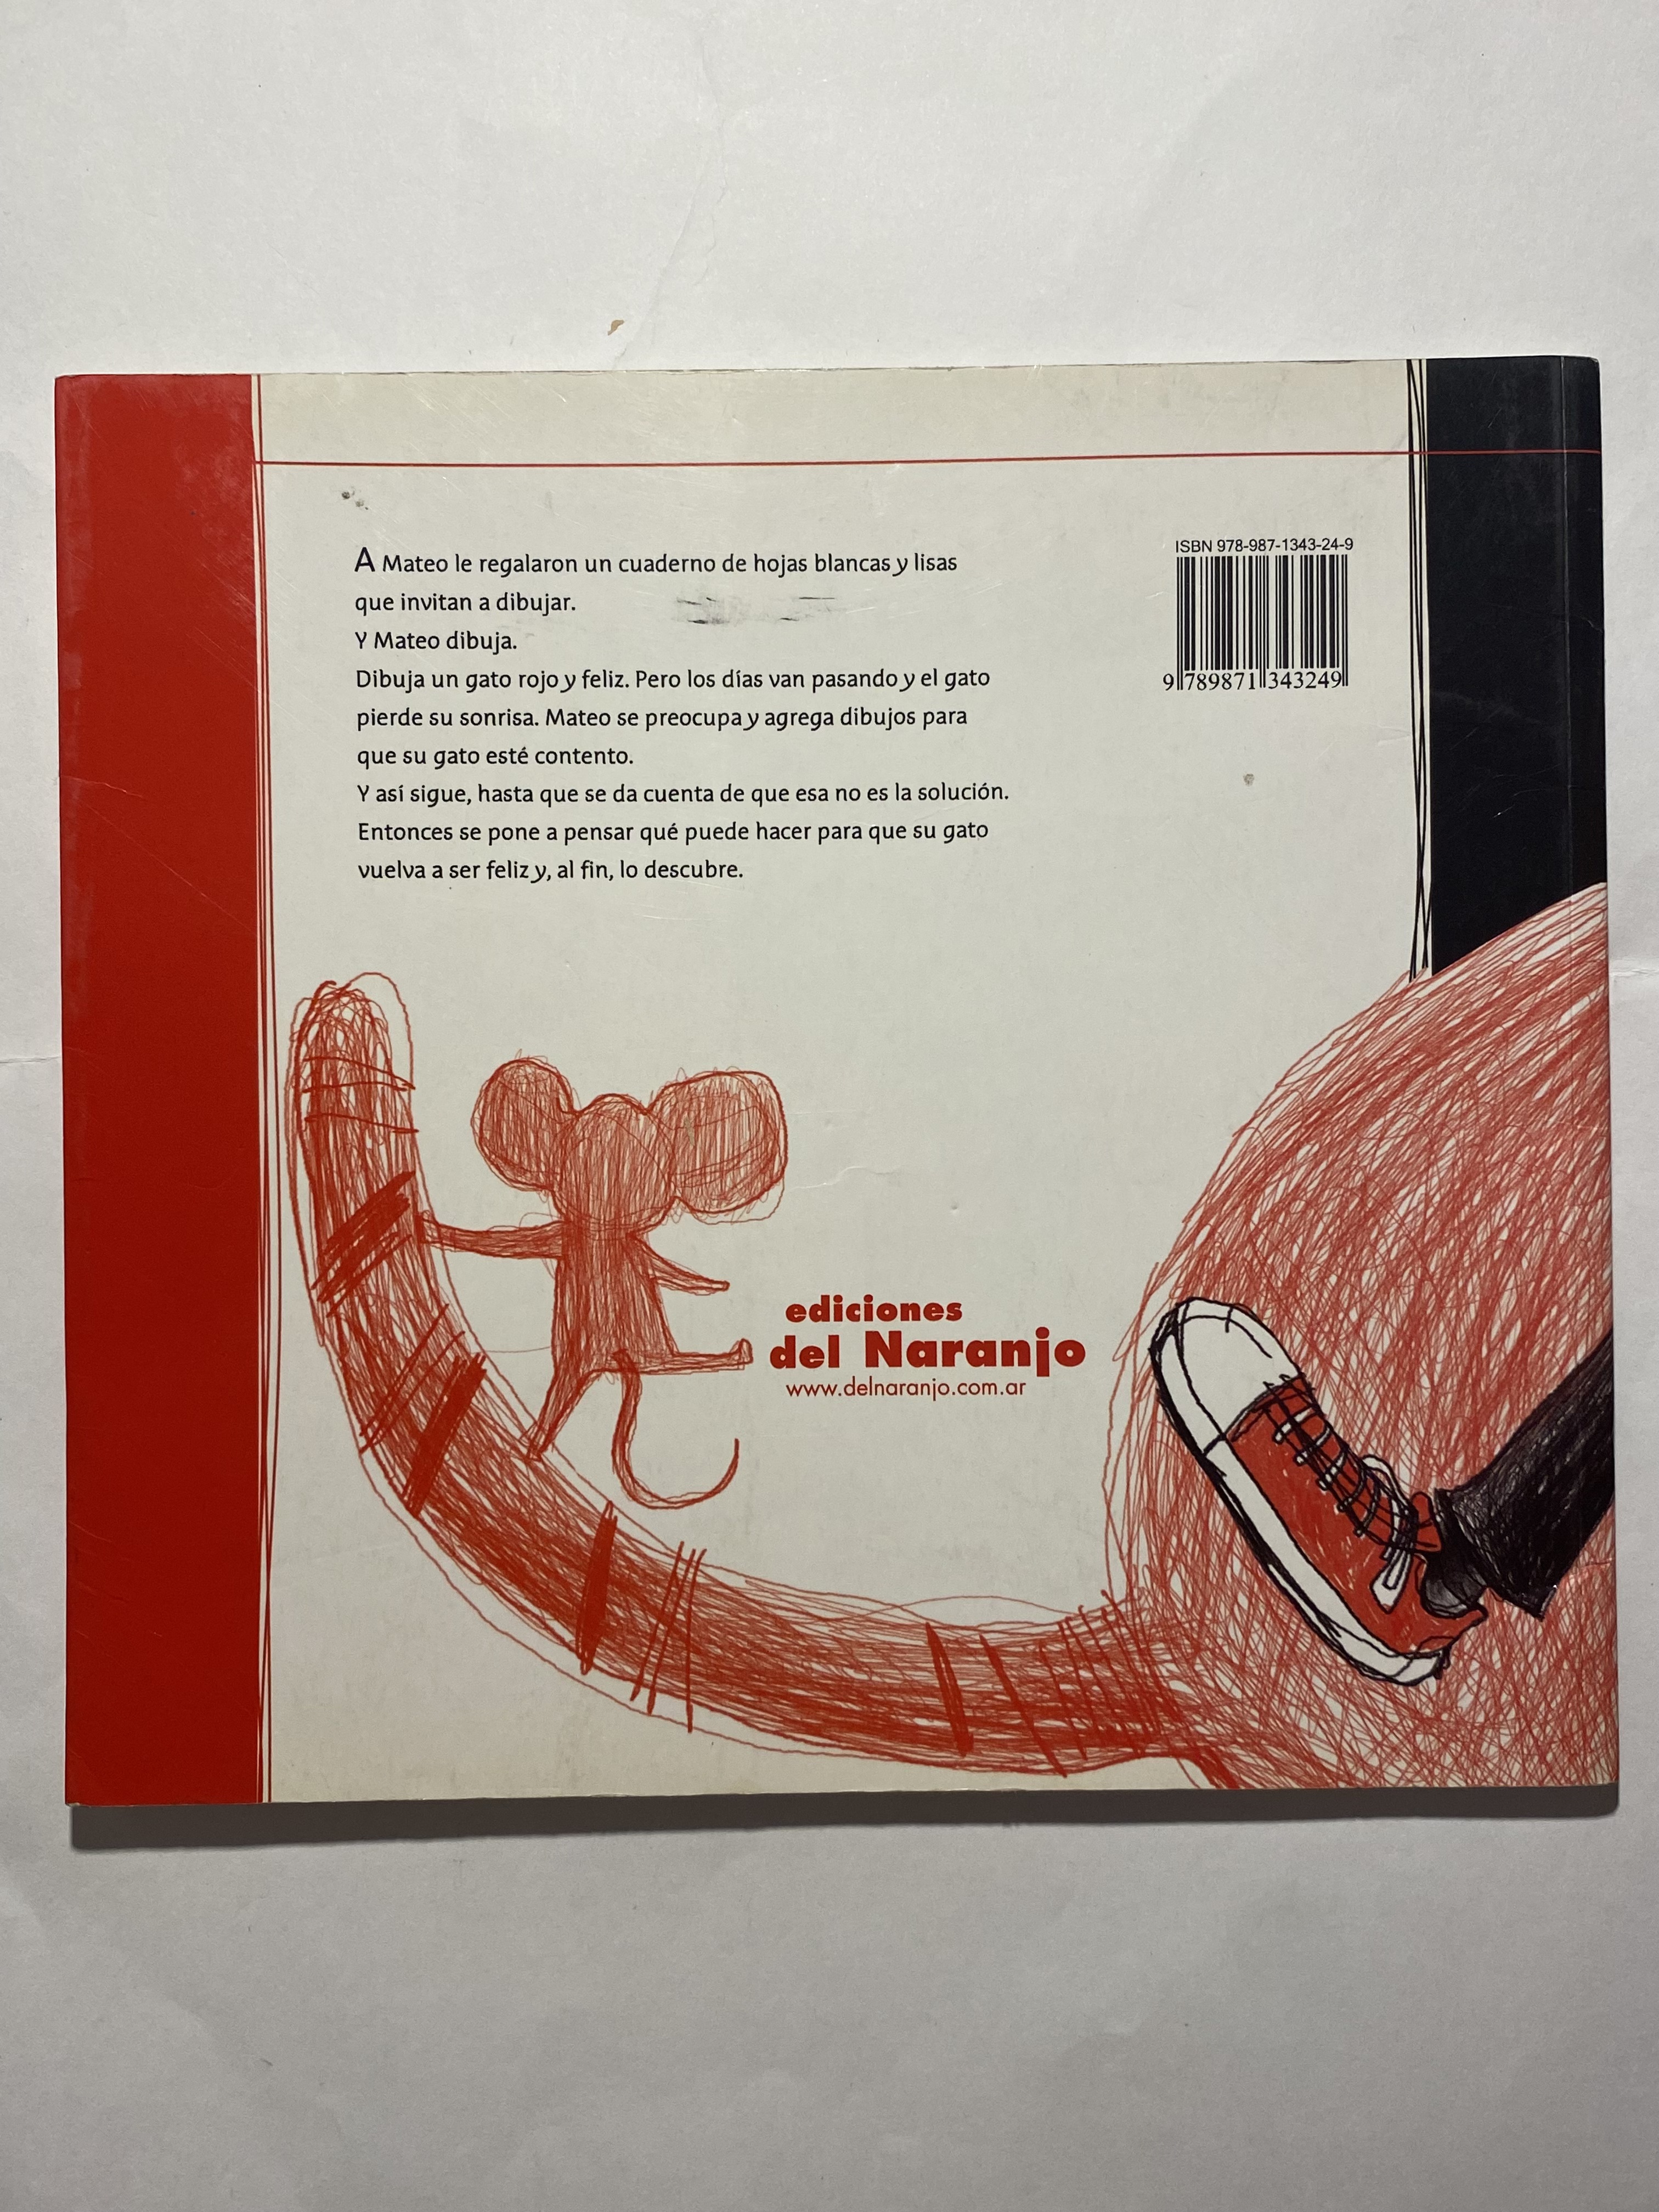 A Mateo le regalaron un cuaderno de hojas blancas y lisas
que invitan a dibujar.
Y Mateo dibuja.
Dibuja un gato rojo y feliz. Pero los días van pasando y el gato
pierde su sonrisa. Mateo se preocupa y agrega dibujos para
que su gato esté contento.
Y así sigue, hasta que se da cuenta de que esa no es la solución.
Entonces se pone a pensar qué puede hacer para que su gato
vuelva a ser feliz y, al fin, lo descubre.
ISBN 978-987-1343-24-9
9 789871 343249
ediciones
del Naranjo
www.delnaranjo.com.ar